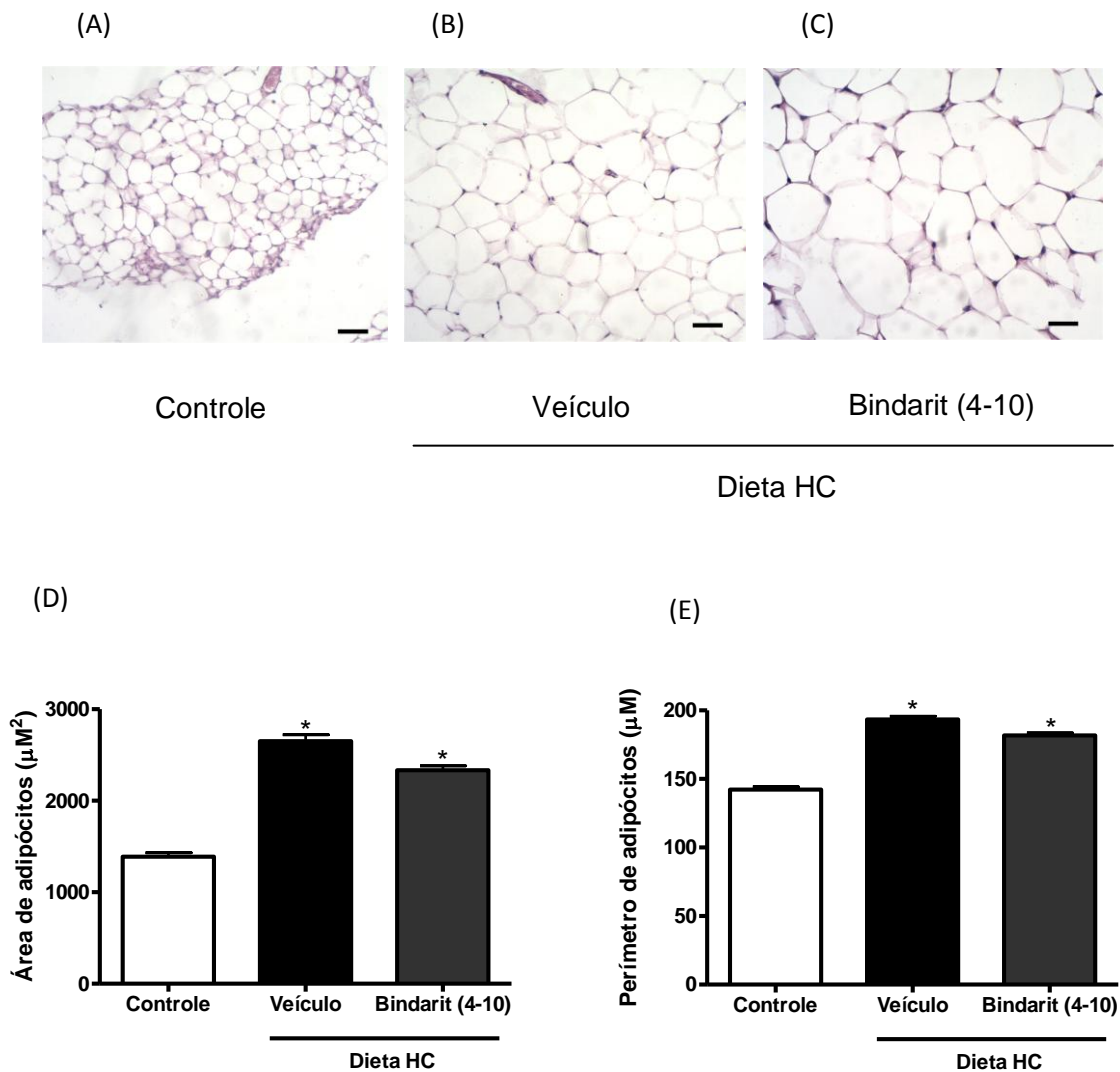 (A)
(B)
(C)
Controle
Veículo
Bindarit (4-10)
Dieta HC
(D)
Área de adipócitos (μM²)
3000
2000
1000
0
*
*
Controle
Veículo
Bindarit (4-10)
Dieta HC
(E)
Perímetro de adipócitos (μM)
200
150
100
50
0
*
*
Controle
Veículo
Bindarit (4-10)
Dieta HC